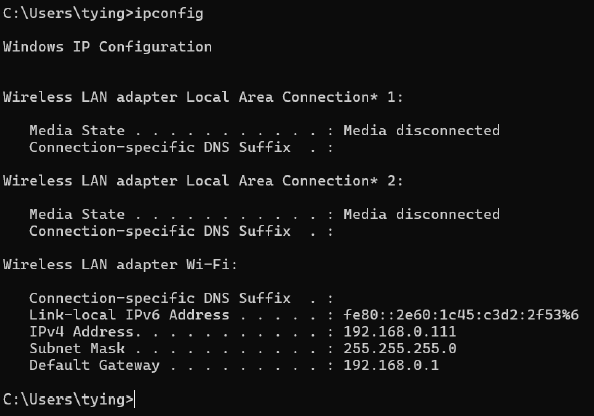 C:\Users\tying>ipconfig
Windows IP Configuration
Wireless LAN adapter Local Area Connection* 1:
   Media State . . . . . . . . . . . : Media disconnected
   Connection-specific DNS Suffix  . :
Wireless LAN adapter Local Area Connection* 2:
   Media State . . . . . . . . . . . : Media disconnected
   Connection-specific DNS Suffix  . :
Wireless LAN adapter Wi-Fi:
   Connection-specific DNS Suffix  . :
   Link-local IPv6 Address . . . . . : fe80::2e60:1c45:c3d2:2f53%6
   IPv4 Address. . . . . . . . . . . : 192.168.0.111
   Subnet Mask . . . . . . . . . . . : 255.255.255.0
   Default Gateway . . . . . . . . . : 192.168.0.1
C:\Users\tying>